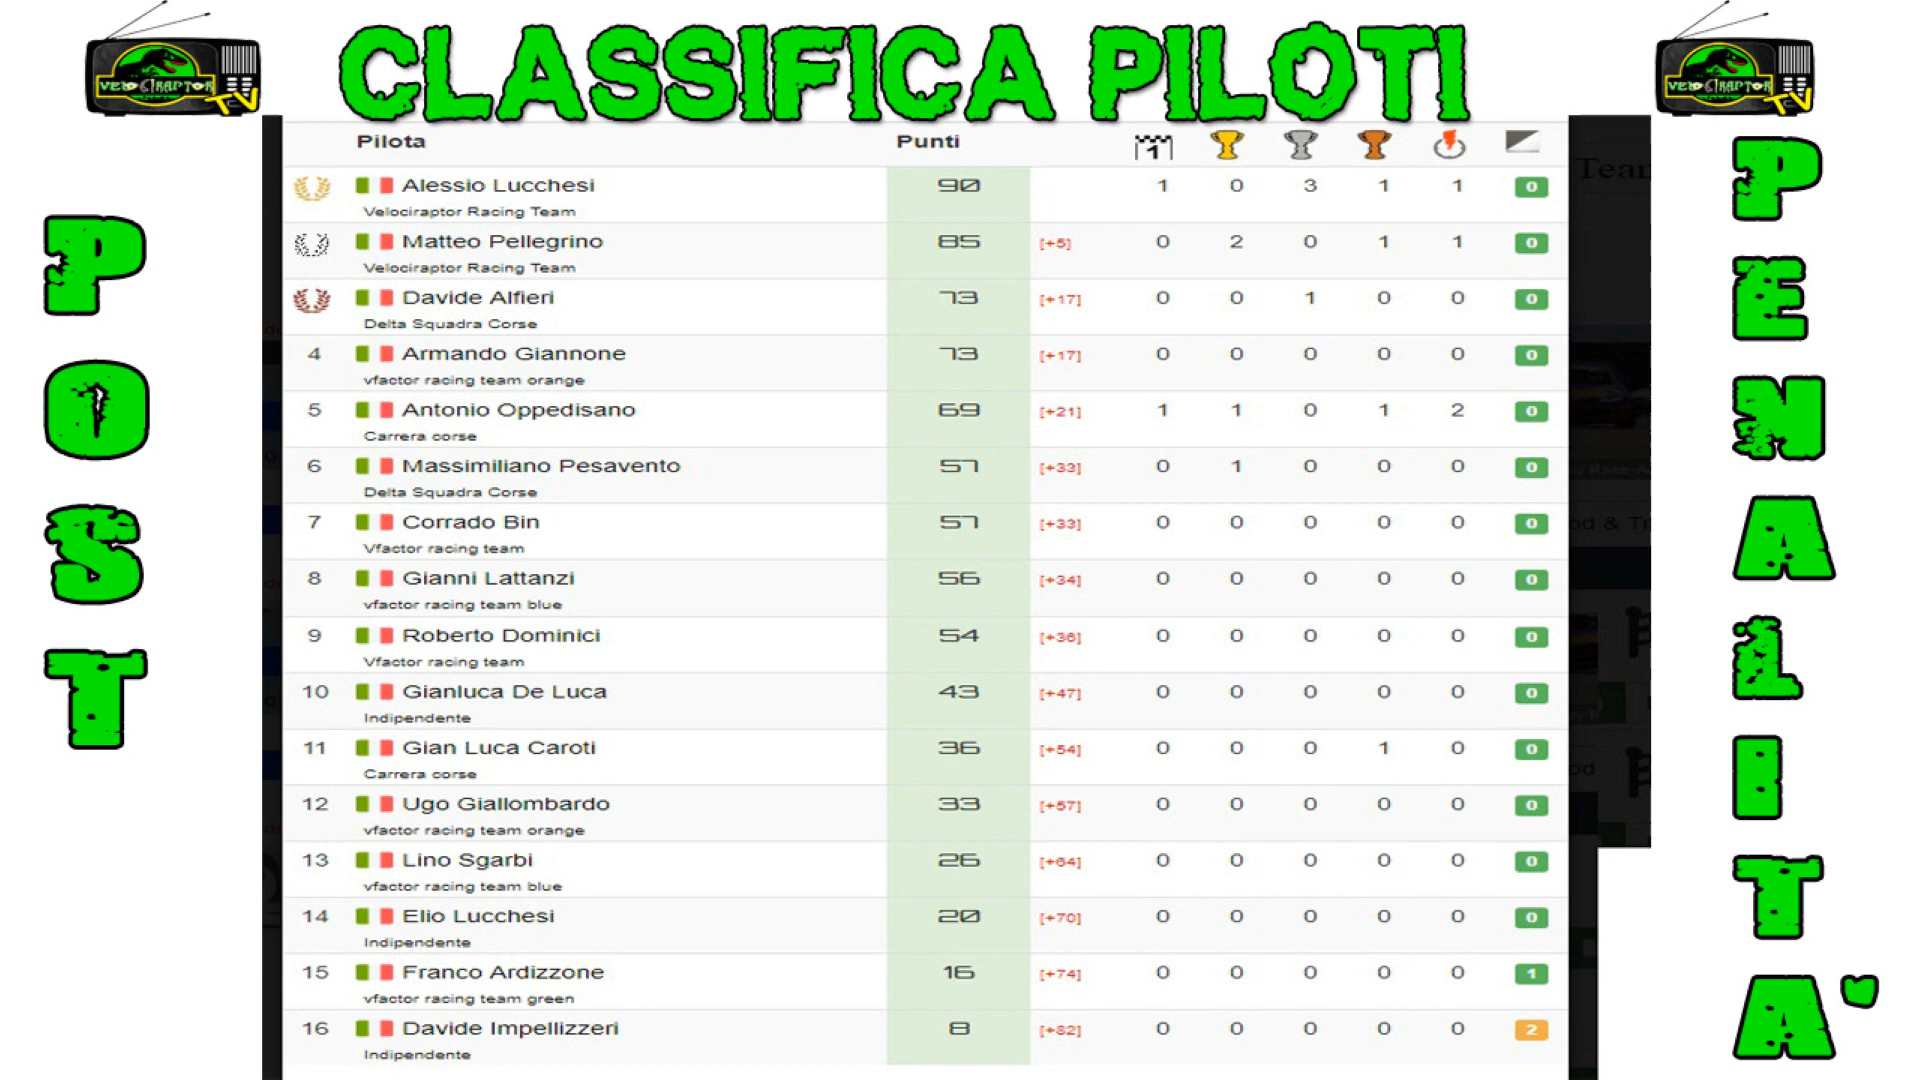 VELOCIRAPTOR TV
CLASSIFICA PILOTI
VELOCIRAPTOR TV
POST
PENALITA'
Pilota Punti 1
Alessio Lucchesi 90 1 0 3 1 1 0
Velociraptor Racing Team
Matteo Pellegrino 85 [+5] 0 2 0 1 1 0
Velociraptor Racing Team
Davide Alfieri 73 [+17] 0 0 1 0 0 0
Delta Squadra Corse
4 Armando Giannone 73 [+17] 0 0 0 0 0 0
vfactor racing team orange
5 Antonio Oppedisano 69 [+21] 1 1 0 1 2 0
Carrera corse
6 Massimiliano Pesavento 57 [+33] 0 1 0 0 0 0
Delta Squadra Corse
7 Corrado Bin 57 [+33] 0 0 0 0 0 0
Vfactor racing team
8 Gianni Lattanzi 56 [+34] 0 0 0 0 0 0
vfactor racing team blue
9 Roberto Dominici 54 [+36] 0 0 0 0 0 0
Vfactor racing team
10 Gianluca De Luca 43 [+47] 0 0 0 0 0 0
Indipendente
11 Gian Luca Caroti 36 [+54] 0 0 0 1 0 0
Carrera corse
12 Ugo Giallombardo 33 [+57] 0 0 0 0 0 0
vfactor racing team orange
13 Lino Sgarbi 26 [+64] 0 0 0 0 0 0
vfactor racing team blue
14 Elio Lucchesi 20 [+70] 0 0 0 0 0 0
Indipendente
15 Franco Ardizzone 16 [+74] 0 0 0 0 0 1
vfactor racing team green
16 Davide Impellizzeri 8 [+82] 0 0 0 0 0 2
Indipendente